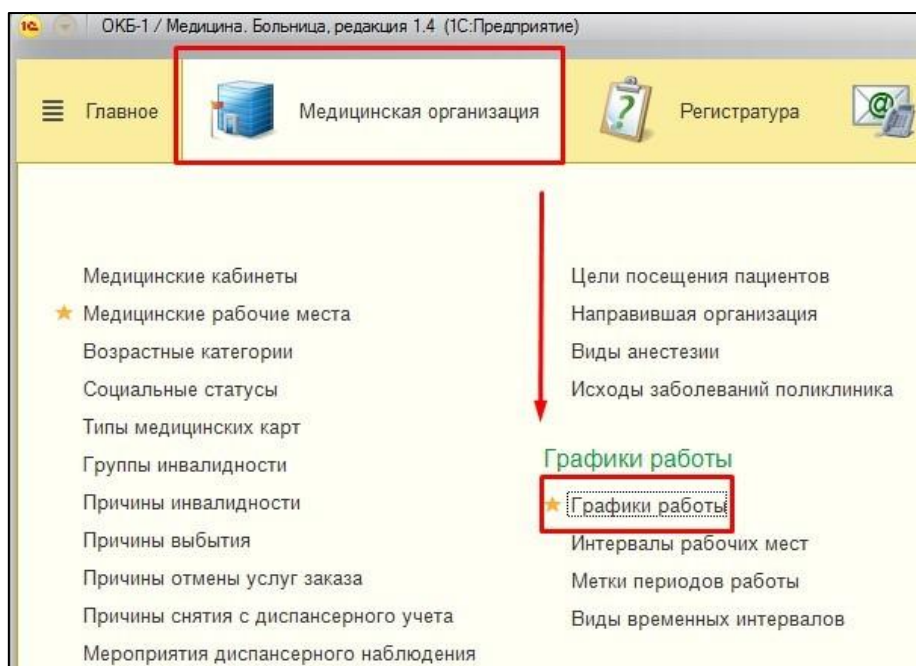 1С ОКБ-1 / Медицина. Больница, редакция 1.4 (1С:Предприятие)
Главное
Медицинская организация
Регистратура
Медицинские кабинеты
Медицинские рабочие места
Возрастные категории
Социальные статусы
Типы медицинских карт
Группы инвалидности
Причины инвалидности
Причины выбытия
Причины отмены услуг заказа
Причины снятия с диспансерного учета
Мероприятия диспансерного наблюдения
Цели посещения пациентов
Направившая организация
Виды анестезии
Исходы заболеваний поликлиника
Графики работы
Графики работы
Интервалы рабочих мест
Метки периодов работы
Виды временных интервалов